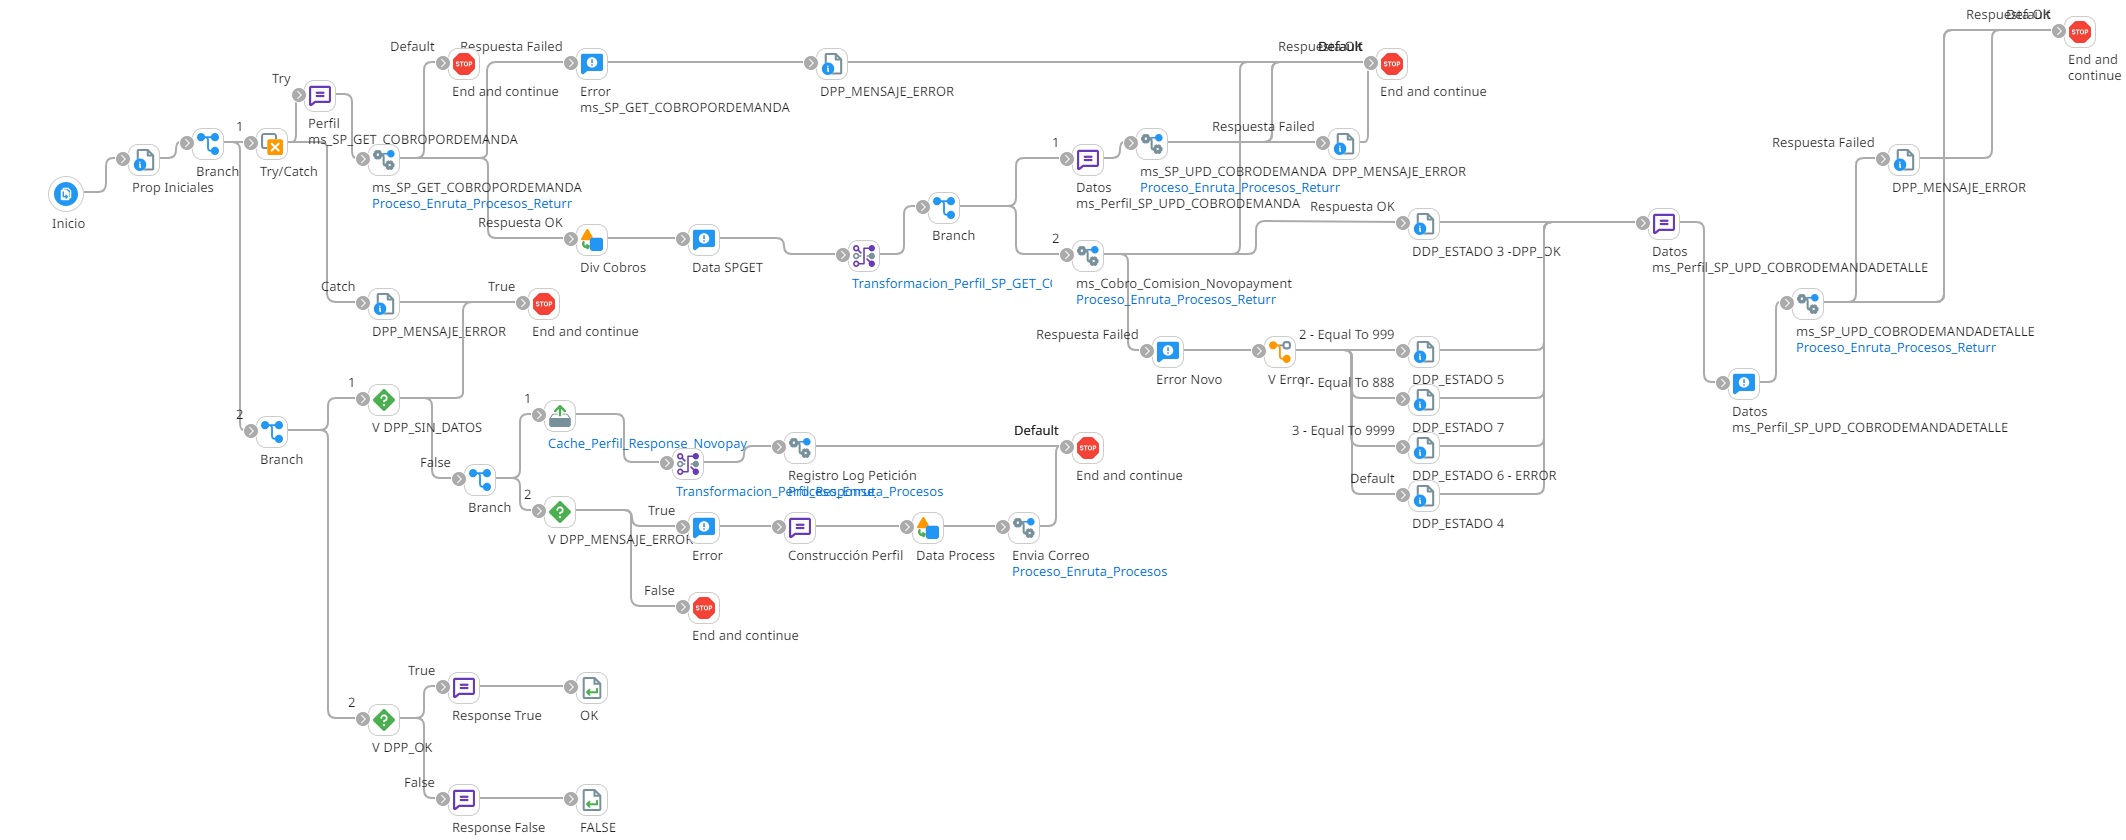 Inicio
Prop Iniciales
Branch
1
2
Try/Catch
Try
Perfil
ms_SP_GET_COBROPORDEMANDA
Default
STOP
End and continue
ms_SP_GET_COBROPORDEMANDA
Proceso_Enruta_Procesos_Returr
Respuesta Failed
Error
ms_SP_GET_COBROPORDEMANDA
DPP_MENSAJE_ERROR
Respuesta OK
Default
STOP
End and continue
Respuesta OK
Div Cobros
Data SPGET
Transformacion_Perfil_SP_GET_C
Branch
1
Datos
ms_Perfil_SP_UPD_COBRODEMANDA
ms_SP_UPD_COBRODEMANDA
Proceso_Enruta_Procesos_Returr
Respuesta Failed
DPP_MENSAJE_ERROR
2
ms_Cobro_Comision_Novopayment
Proceso_Enruta_Procesos_Returr
Respuesta OK
DDP_ESTADO 3 -DPP_OK
Respuesta Failed
Error Novo
V Error
2 - Equal To 999
DDP_ESTADO 5
1 - Equal To 888
DDP_ESTADO 7
3 - Equal To 9999
DDP_ESTADO 6 - ERROR
Default
DDP_ESTADO 4
Datos
ms_Perfil_SP_UPD_COBRODEMANDADETALLE
Datos
ms_Perfil_SP_UPD_COBRODEMANDADETALLE
ms_SP_UPD_COBRODEMANDADETALLE
Proceso_Enruta_Procesos_Returr
Respuesta Failed
DPP_MENSAJE_ERROR
Respuesta OK
Default
STOP
End and
continue
Catch
DPP_MENSAJE_ERROR
True
STOP
End and continue
Branch
1
V DPP_SIN_DATOS
False
Branch
1
Cache_Perfil_Response_Novopay
Transformacion_Perfil_Response
Registro Log Petición
Proceso_Enruta_Procesos
Default
STOP
End and continue
2
V DPP_MENSAJE_ERROR
True
Error
Construcción Perfil
Data Process
Envia Correo
Proceso_Enruta_Procesos
False
STOP
End and continue
2
V DPP_OK
True
Response True
OK
False
Response False
FALSE